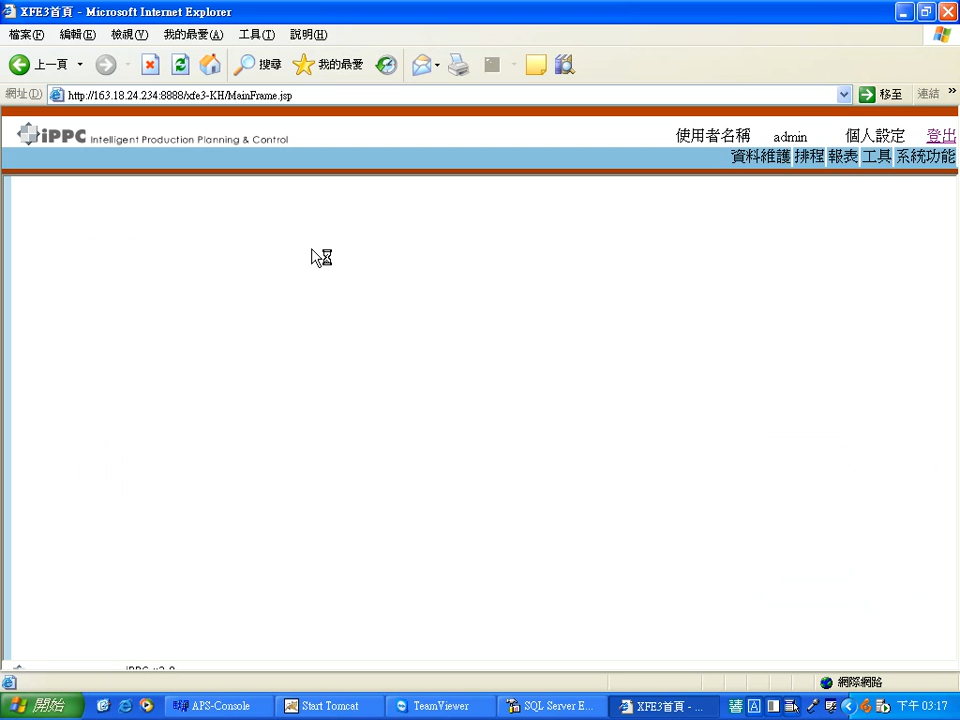 XFE3首頁 - Microsoft Internet Explorer
檔案(F) 編輯(E) 檢視(V) 我的最愛(A) 工具(T) 說明(H)
上一頁 搜尋 我的最愛
網址(D) http://163.18.24.234:8888/xfe3-KH/MainFrame.jsp 移至 連結 »
iPPC Intelligent Production Planning & Control 使用者名稱 admin 個人設定 登出
資料維護 排程 報表 工具 系統功能
網際網路
開始 APS-Console Start Tomcat TeamViewer SQL Server E... XFE3首頁 - ... A 下午 03:17